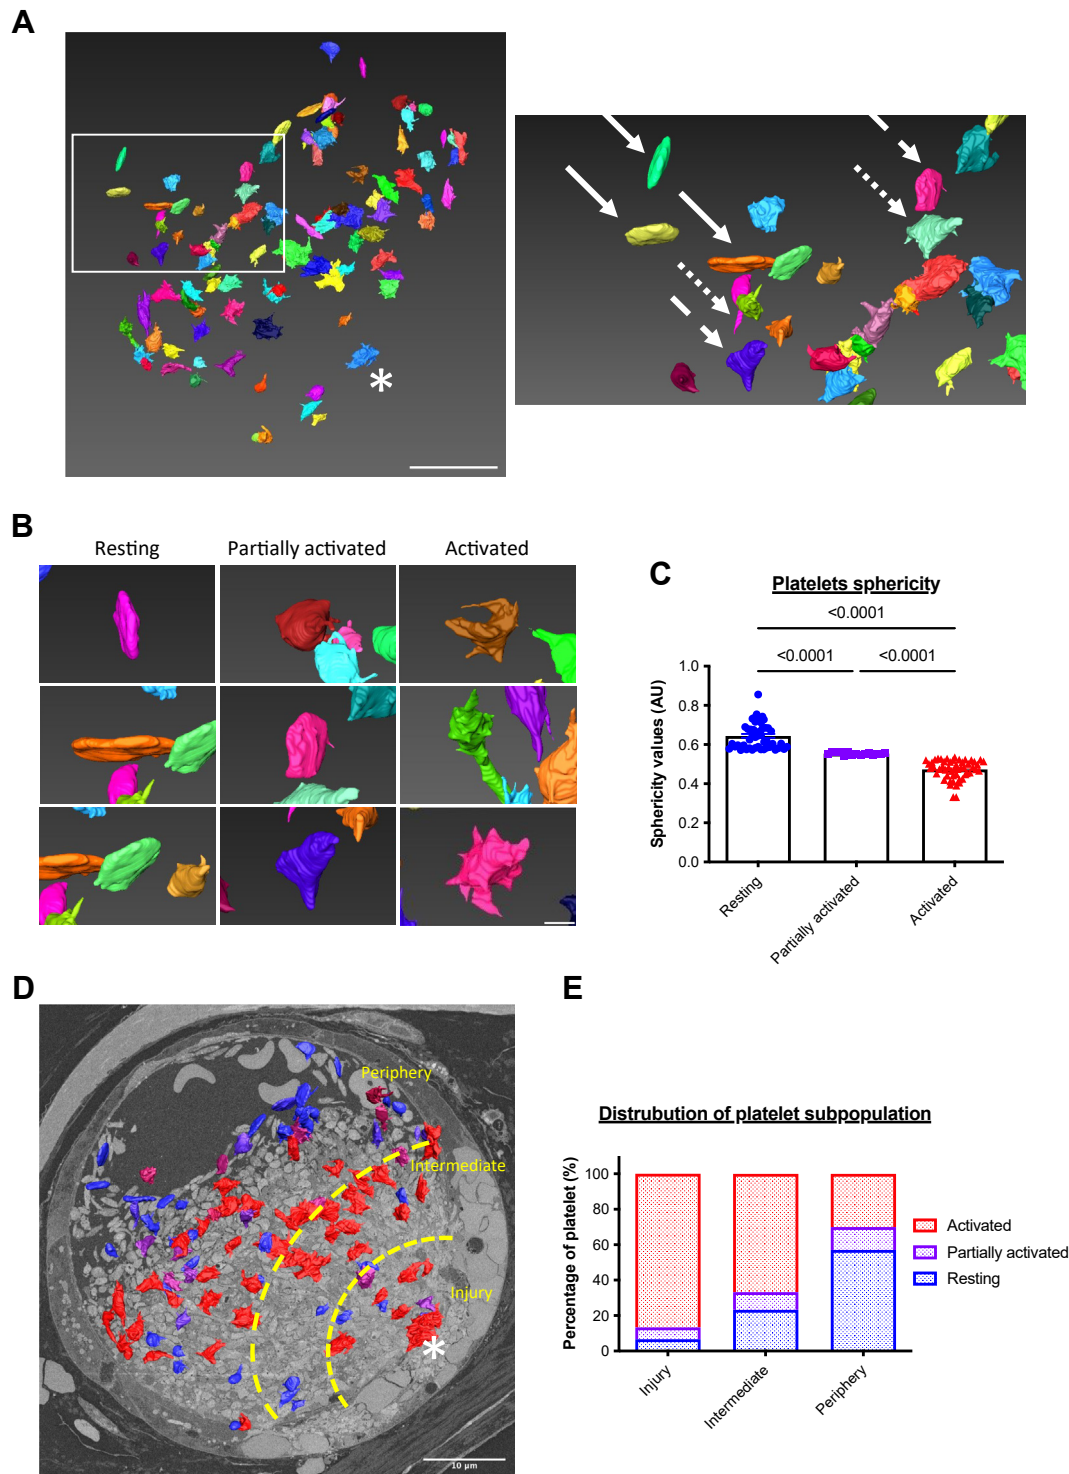 A
*
B
Resting
Partially activated
Activated
C
Platelets sphericity
<0.0001
<0.0001
<0.0001
Sphericity values (AU)
1.0
0.8
0.6
0.4
0.2
0.0
Resting
Partially activated
Activated
D
Periphery
Intermediate
Injury
*
10 µm
E
Distrubution of platelet subpopulation
Percentage of platelet (%)
100
80
60
40
20
0
Injury
Intermediate
Periphery
Activated
Partially activated
Resting